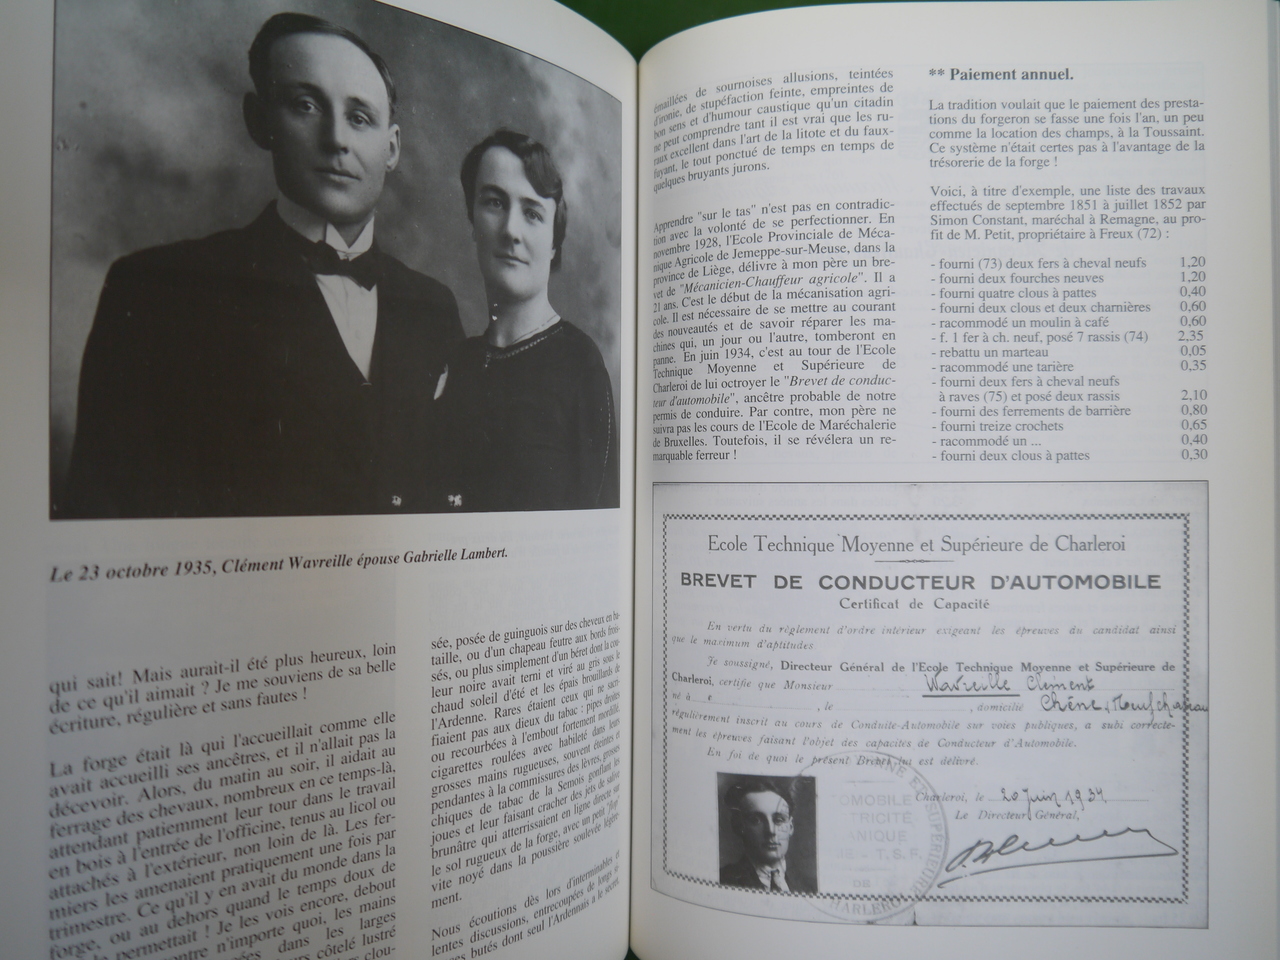 Le 23 octobre 1935, Clément Wavreille épouse Gabrielle Lambert.
qui sait! Mais aurait-il été plus heureux, loin
de ce qu'il aimait ? Je me souviens de sa belle
écriture, régulière et sans fautes !
La forge était là qui l'accueillait comme elle
avait accueilli ses ancêtres, et il n'allait pas la
décevoir. Alors, du matin au soir, il aidait au
ferrage des chevaux, nombreux en ce temps-là,
attendant patiemment leur tour dans le travail
en bois à l'entrée de l'officine, tenus au licol ou
attachés à l'extérieur, non loin de là. Les fer-
miers les amenaient pratiquement une fois par
trimestre. Ce qu'il y en avait du monde dans la
forge, ou au dehors quand le temps doux de
permettait ! Je les vois encore, debout
n'importe quoi, les mains
dans les larges
côtelé lustré
clou-
sée, posée de guinguois sur des cheveux en ba-
taille, ou d'un chapeau feutre aux bords frois-
sés, ou plus simplement d'un béret dont la cou-
leur noire avait terni et viré au gris sous le
chaud soleil d'été et les épais brouillards de
l'Ardenne. Rares étaient ceux qui ne sacri-
fiaient pas aux dieux du tabac : pipes droites
ou recourbées à l'embout fortement mordillé,
cigarettes roulées avec habileté dans leurs
grosses mains rugueuses, souvent éteintes et
pendantes à la commissures des lèvres, grosses
chiques de tabac de la Semois gonflant les
joues et leur faisant cracher des jets de salive
brunâtre qui atterrissaient en ligne directe sur
le sol rugueux de la forge, avec un petit "flop"
vite noyé dans la poussière soulevée légère-
ment.
Nous écoutions dès lors d'interminables et
lentes discussions, entrecoupées de longs si-
butés dont seul l'Ardennais a le secret,
émaillées de sournoises allusions, teintées
d'ironie, de stupéfaction feinte, empreintes de
bon sens et d'humour caustique qu'un citadin
ne peut comprendre tant il est vrai que les ru-
raux excellent dans l'art de la litote et du faux-
fuyant, le tout ponctué de temps en temps de
quelques bruyants jurons.
Apprendre "sur le tas" n'est pas en contradic-
tion avec la volonté de se perfectionner. En
novembre 1928, l'Ecole Provinciale de Méca-
nique Agricole de Jemeppe-sur-Meuse, dans la
province de Liège, délivre à mon père un bre-
vet de "Mécanicien-Chauffeur agricole". Il a
21 ans. C'est le début de la mécanisation agri-
cole. Il est nécessaire de se mettre au courant
des nouveautés et de savoir réparer les ma-
chines qui, un jour ou l'autre, tomberont en
panne. En juin 1934, c'est au tour de l'Ecole
Technique Moyenne et Supérieure de
Charleroi de lui octroyer le "Brevet de conduc-
teur d'automobile", ancêtre probable de notre
permis de conduire. Par contre, mon père ne
suivra pas les cours de l'Ecole de Maréchalerie
de Bruxelles. Toutefois, il se révélera un re-
marquable ferreur !
** Paiement annuel.
La tradition voulait que le paiement des presta-
tions du forgeron se fasse une fois l'an, un peu
comme la location des champs, à la Toussaint.
Ce système n'était certes pas à l'avantage de la
trésorerie de la forge !
Voici, à titre d'exemple, une liste des travaux
effectués de septembre 1851 à juillet 1852 par
Simon Constant, maréchal à Remagne, au pro-
fit de M. Petit, propriétaire à Freux (72) :
- fourni (73) deux fers à cheval neufs 1,20
- fourni deux fourches neuves 1,20
- fourni quatre clous à pattes 0,40
- fourni deux clous et deux charnières 0,60
- racommodé un moulin à café 0,60
- f. 1 fer à ch. neuf, posé 7 rassis (74) 2,35
- rebattu un marteau 0,05
- racommodé une tarière 0,35
- fourni deux fers à cheval neufs
à raves (75) et posé deux rassis 2,10
- fourni des ferrements de barrière 0,80
- fourni treize crochets 0,65
- racommodé un ... 0,40
- fourni deux clous à pattes 0,30
Ecole Technique Moyenne et Supérieure de Charleroi
BREVET DE CONDUCTEUR D'AUTOMOBILE
Certificat de Capacité
En vertu du règlement d'ordre intérieur exigeant les épreuves du candidat ainsi
que le maximum d'aptitudes
Je soussigné, Directeur Général de l'Ecole Technique Moyenne et Supérieure de
Charleroi, certifie que Monsieur Wavreille Clément
né à , le , domicilié Chêne, Neufchâteau
régulièrement inscrit au cours de Conduite-Automobile sur voies publiques, a subi correcte-
ment les épreuves faisant l'objet des capacités de Conducteur d'Automobile.
En foi de quoi le présent Brevet lui est délivré.
Charleroi, le 20 juin 1934
Le Directeur Général,